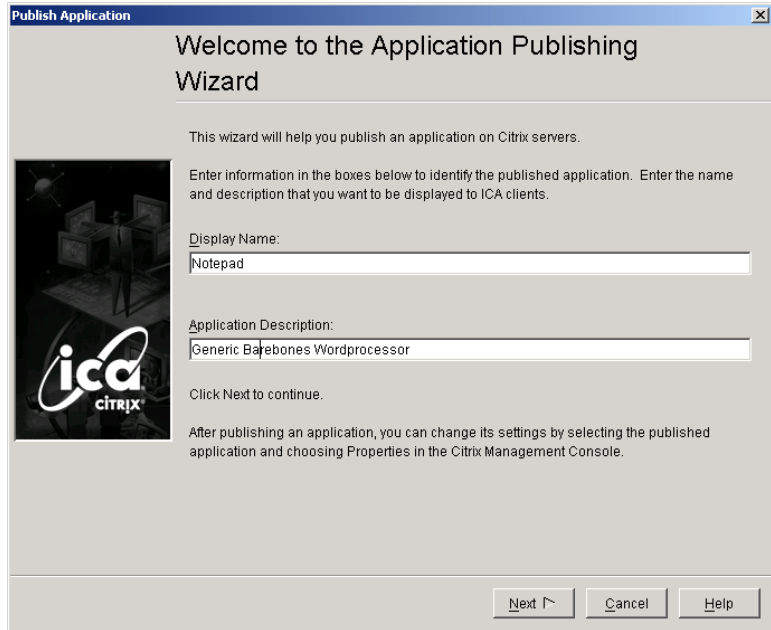 Publish Application
Welcome to the Application Publishing
Wizard
This wizard will help you publish an application on Citrix servers.
Enter information in the boxes below to identify the published application. Enter the name
and description that you want to be displayed to ICA clients.
Display Name:
Notepad
Application Description:
Generic Barebones Wordprocessor
ica
CITRIX®
Click Next to continue.
After publishing an application, you can change its settings by selecting the published
application and choosing Properties in the Citrix Management Console.
Next
Cancel
Help